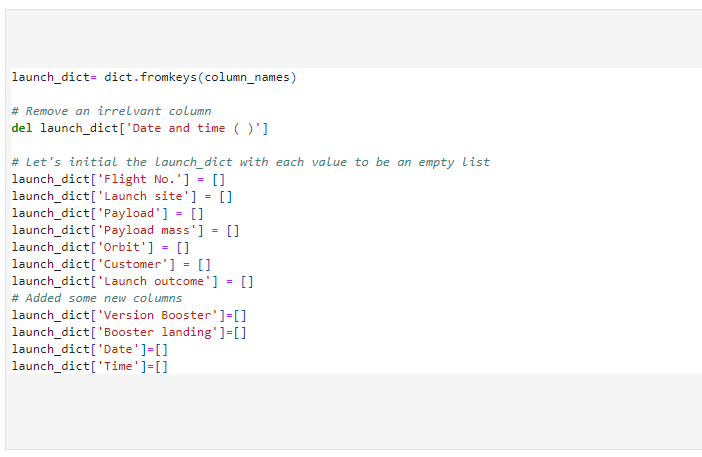 launch_dict= dict.fromkeys(column_names)
# Remove an irrelvant column
del launch_dict['Date and time ( )']
# Let's initial the launch_dict with each value to be an empty list
launch_dict['Flight No.'] = []
launch_dict['Launch site'] = []
launch_dict['Payload'] = []
launch_dict['Payload mass'] = []
launch_dict['Orbit'] = []
launch_dict['Customer'] = []
launch_dict['Launch outcome'] = []
# Added some new columns
launch_dict['Version Booster']=[]
launch_dict['Booster landing']=[]
launch_dict['Date']=[]
launch_dict['Time']=[]